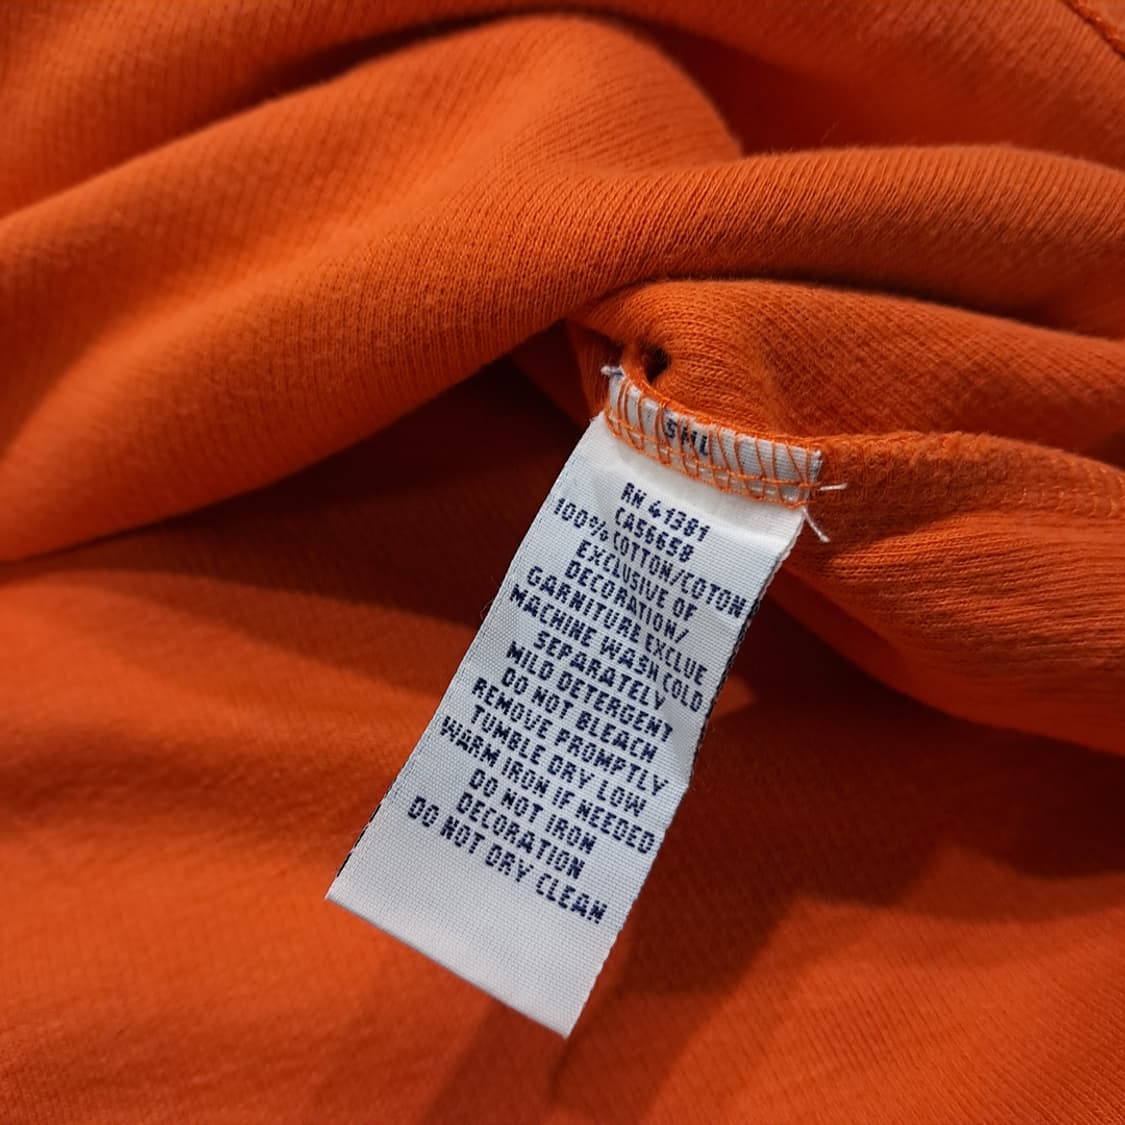 SML
RN 41381
CA56658
100% COTTON/COTON
EXCLUSIVE OF
DECORATION/
GARNITURE EXCLUE
MACHINE WASH COLD
SEPARATELY
MILD DETERGENT
DO NOT BLEACH
REMOVE PROMPTLY
TUMBLE DRY LOW
WARM IRON IF NEEDED
DO NOT IRON
DECORATION
DO NOT DRY CLEAN